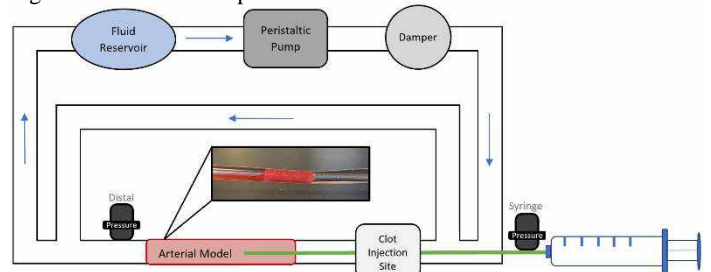 Fluid
Reservoir
Peristaltic
Pump
Damper
Distal
Pressure
Arterial Model
Clot
Injection
Site
Syringe
Pressure